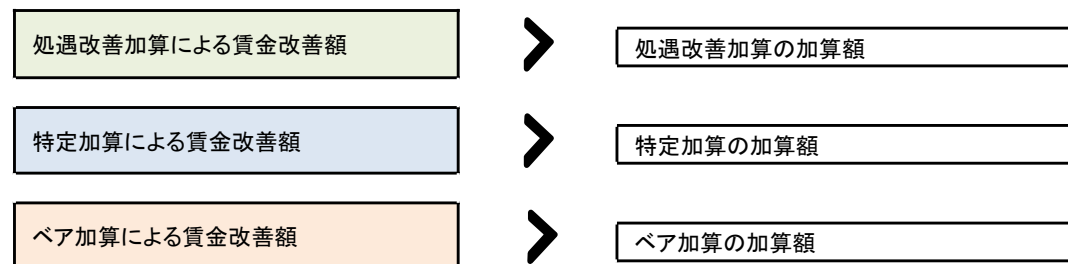 処遇改善加算による賃金改善額
処遇改善加算の加算額
特定加算による賃金改善額
特定加算の加算額
ベア加算による賃金改善額
ベア加算の加算額